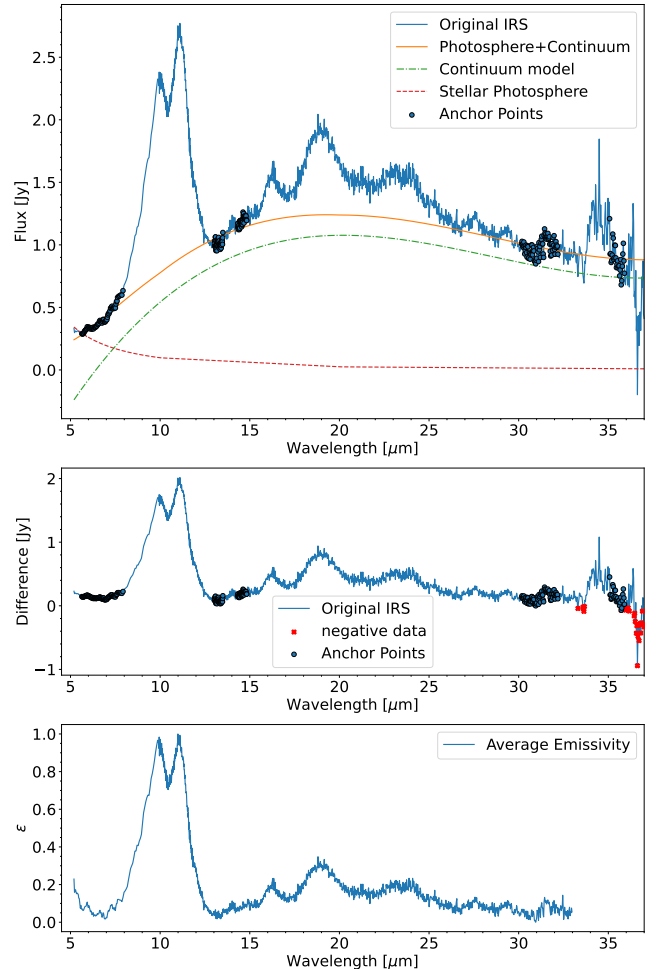 Original IRS
Photosphere+Continuum
Continuum model
Stellar Photosphere
Anchor Points
2.5
2.0
1.5
1.0
0.5
0.0
Flux [Jy]
5 10 15 20 25 30 35
Wavelength [μm]
2
1
0
−1
Difference [Jy]
Original IRS
negative data
Anchor Points
5 10 15 20 25 30 35
Wavelength [μm]
Average Emissivity
1.0
0.8
0.6
0.4
0.2
0.0
ε
5 10 15 20 25 30 35
Wavelength [μm]